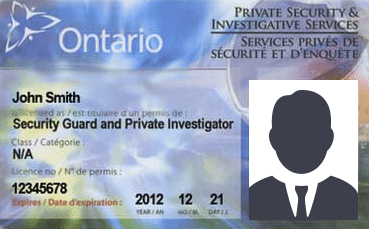 Ontario
PRIVATE SECURITY &
INVESTIGATIVE SERVICES
SERVICES PRIVÉS DE
SÉCURITÉ ET D'ENQUÊTE
John Smith
is licensed as / est titulaire d'un permis de :
Security Guard and Private Investigator
Class / Catégorie :
N/A
Licence no / N° de permis :
12345678
Expires / Date d'expiration : 2012 12 21
YEAR / AN MO / M. DAY / J.